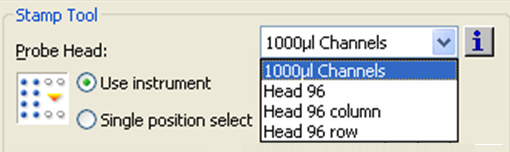 Stamp Tool
Probe Head:
1000µl Channels
i
1000µl Channels
Head 96
Head 96 column
Head 96 row
Use instrument
Single position select